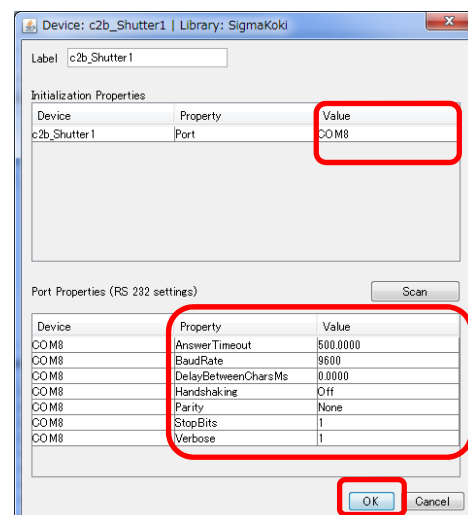 Device: c2b_Shutter1 | Library: SigmaKoki
Label c2b_Shutter1
Initialization Properties
Device Property Value
c2b_Shutter1 Port COM8
Port Properties (RS 232 settings) Scan
Device Property Value
COM8 AnswerTimeout 500.0000
COM8 BaudRate 9600
COM8 DelayBetweenCharsMs 0.0000
COM8 Handshaking Off
COM8 Parity None
COM8 StopBits 1
COM8 Verbose 1
OK Cancel